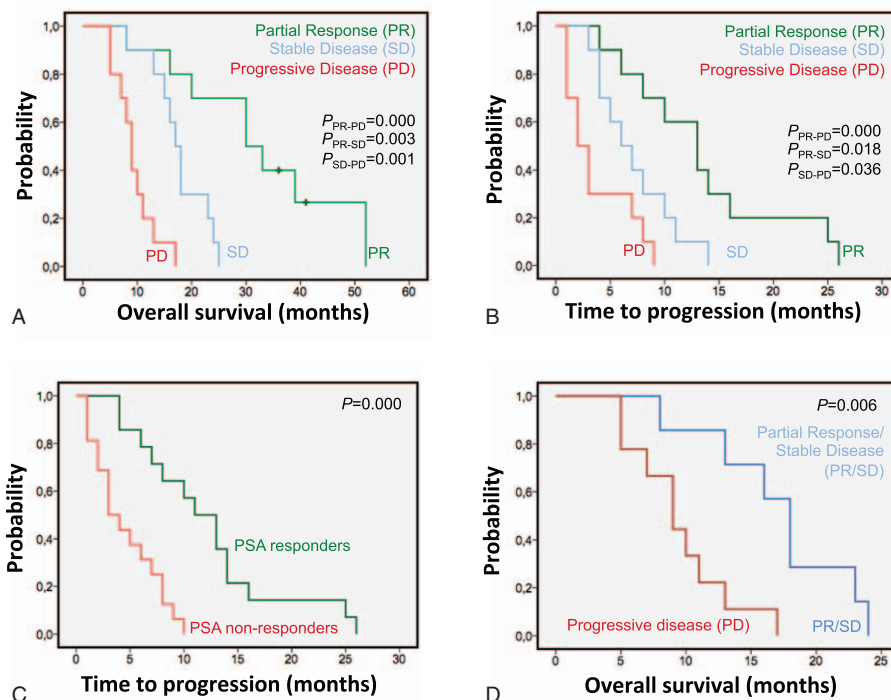 Partial Response (PR)
Stable Disease (SD)
Progressive Disease (PD)
P PR-PD=0.000
P PR-SD=0.003
P SD-PD=0.001
1,0
0,8
0,6
0,4
0,2
0,0
Probability
PD
SD
PR
0
10
20
30
40
50
60
A
Overall survival (months)
Partial Response (PR)
Stable Disease (SD)
Progressive Disease (PD)
P PR-PD=0.000
P PR-SD=0.018
P SD-PD=0.036
1,0
0,8
0,6
0,4
0,2
0,0
Probability
PD
SD
PR
0
5
10
15
20
25
30
B
Time to progression (months)
P=0.000
1,0
0,8
0,6
0,4
0,2
0,0
Probability
PSA responders
PSA non-responders
0
5
10
15
20
25
30
C
Time to progression (months)
P=0.006
Partial Response/
Stable Disease
(PR/SD)
1,0
0,8
0,6
0,4
0,2
0,0
Probability
Progressive disease (PD)
PR/SD
0
5
10
15
20
25
D
Overall survival (months)